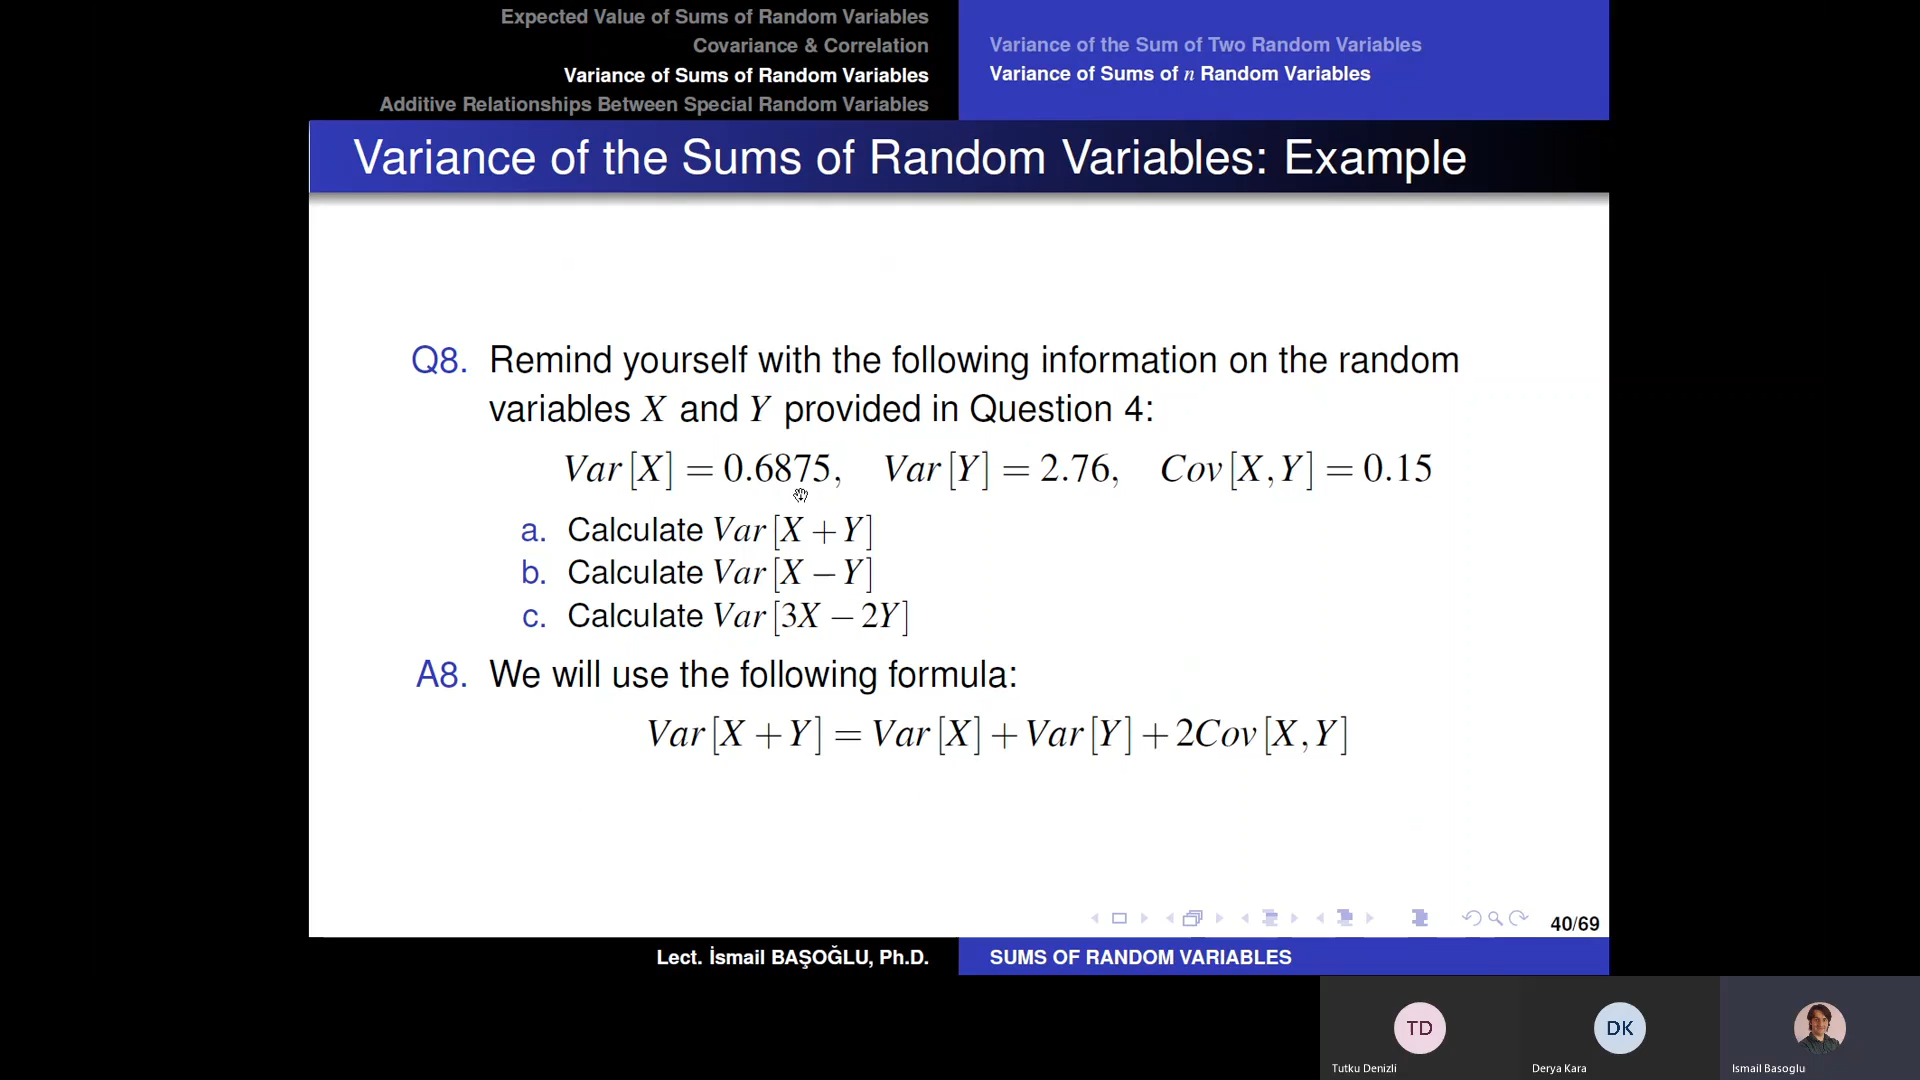 Expected Value of Sums of Random Variables
Covariance & Correlation
Variance of Sums of Random Variables
Additive Relationships Between Special Random Variables
Variance of the Sum of Two Random Variables
Variance of Sums of n Random Variables
Variance of the Sums of Random Variables: Example
Q8. Remind yourself with the following information on the random
variables X and Y provided in Question 4:
Var [X] = 0.6875, Var [Y] = 2.76, Cov [X, Y] = 0.15
a. Calculate Var [X + Y]
b. Calculate Var [X − Y]
c. Calculate Var [3X − 2Y]
A8. We will use the following formula:
Var [X + Y] = Var [X] + Var [Y] + 2Cov [X, Y]
40/69
Lect. İsmail BAŞOĞLU, Ph.D.
SUMS OF RANDOM VARIABLES
TD
DK
Tutku Denizli
Derya Kara
Ismail Basoglu